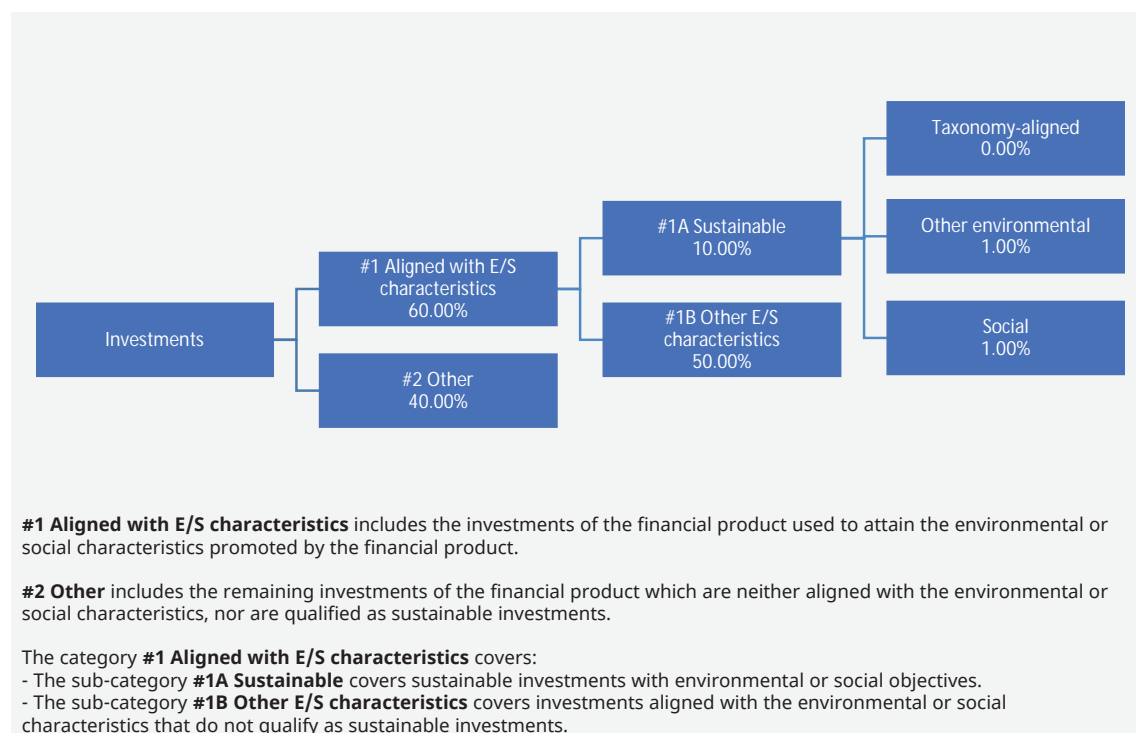 Investments
#1 Aligned with E/S
characteristics
60.00%
#2 Other
40.00%
#1A Sustainable
10.00%
#1B Other E/S
characteristics
50.00%
Taxonomy-aligned
0.00%
Other environmental
1.00%
Social
1.00%
#1 Aligned with E/S characteristics includes the investments of the financial product used to attain the environmental or
social characteristics promoted by the financial product.
#2 Other includes the remaining investments of the financial product which are neither aligned with the environmental or
social characteristics, nor are qualified as sustainable investments.
The category #1 Aligned with E/S characteristics covers:
- The sub-category #1A Sustainable covers sustainable investments with environmental or social objectives.
- The sub-category #1B Other E/S characteristics covers investments aligned with the environmental or social
characteristics that do not qualify as sustainable investments.